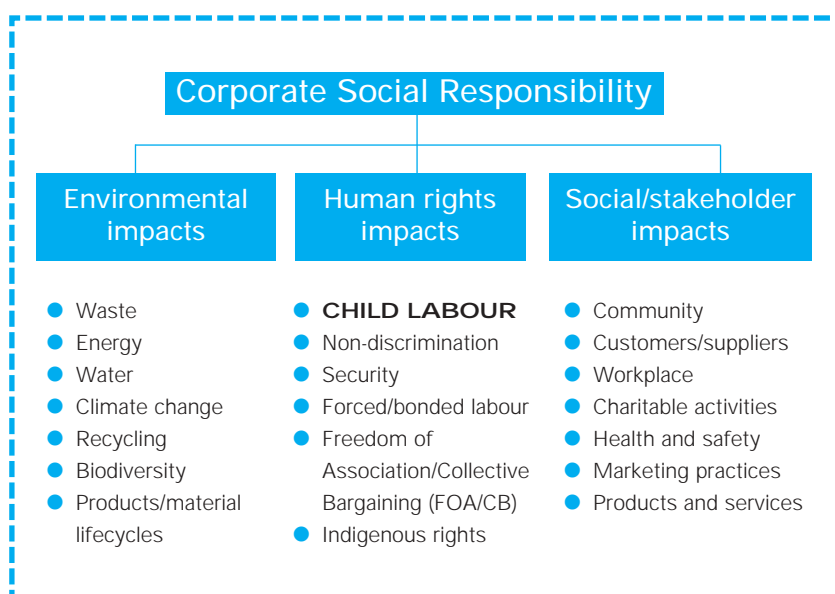 Corporate Social Responsibility
Environmental
impacts
Waste
Energy
Water
Climate change
Recycling
Biodiversity
Products/material
lifecycles
Human rights
impacts
CHILD LABOUR
Non-discrimination
Security
Forced/bonded labour
Freedom of
Association/Collective
Bargaining (FOA/CB)
Indigenous rights
Social/stakeholder
impacts
Community
Customers/suppliers
Workplace
Charitable activities
Health and safety
Marketing practices
Products and services